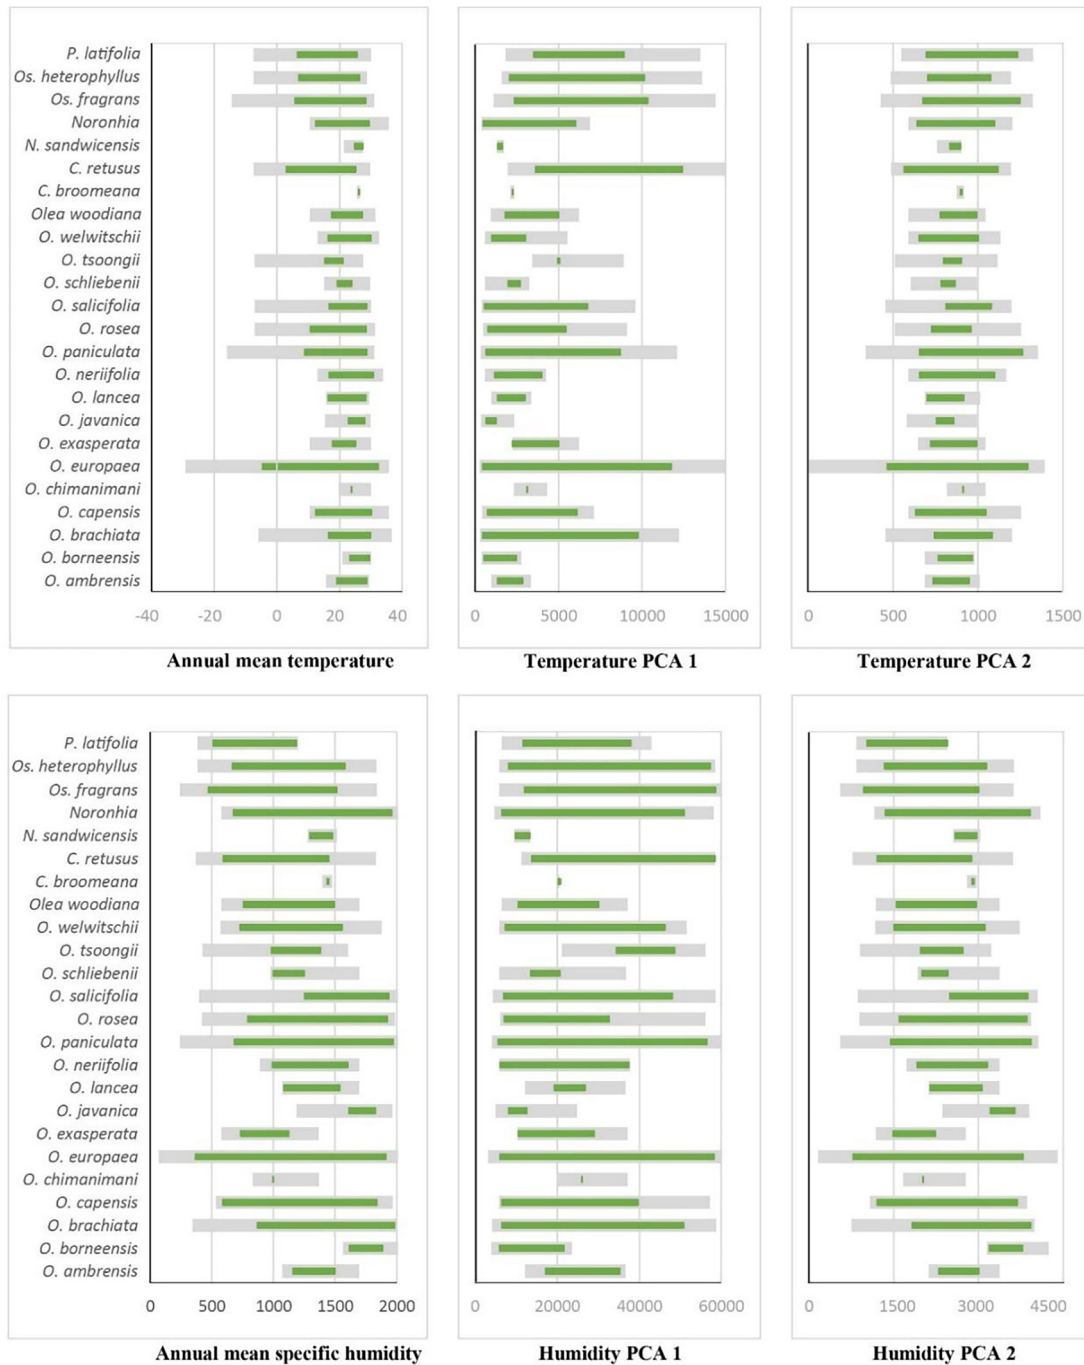 P. latifolia
Os. heterophyllus
Os. fragrans
Noronhia
N. sandwicensis
C. retusus
C. broomeana
Olea woodiana
O. welwitschii
O. tsoongii
O. schliebenii
O. salicifolia
O. rosea
O. paniculata
O. neriifolia
O. lancea
O. javanica
O. exasperata
O. europaea
O. chimanimani
O. capensis
O. brachiata
O. borneensis
O. ambrensis
-40 -20 0 20 40
Annual mean temperature
0 5000 10000 15000
Temperature PCA 1
0 500 1000 1500
Temperature PCA 2
P. latifolia
Os. heterophyllus
Os. fragrans
Noronhia
N. sandwicensis
C. retusus
C. broomeana
Olea woodiana
O. welwitschii
O. tsoongii
O. schliebenii
O. salicifolia
O. rosea
O. paniculata
O. neriifolia
O. lancea
O. javanica
O. exasperata
O. europaea
O. chimanimani
O. capensis
O. brachiata
O. borneensis
O. ambrensis
0 500 1000 1500 2000
Annual mean specific humidity
0 20000 40000 60000
Humidity PCA 1
0 1500 3000 4500
Humidity PCA 2